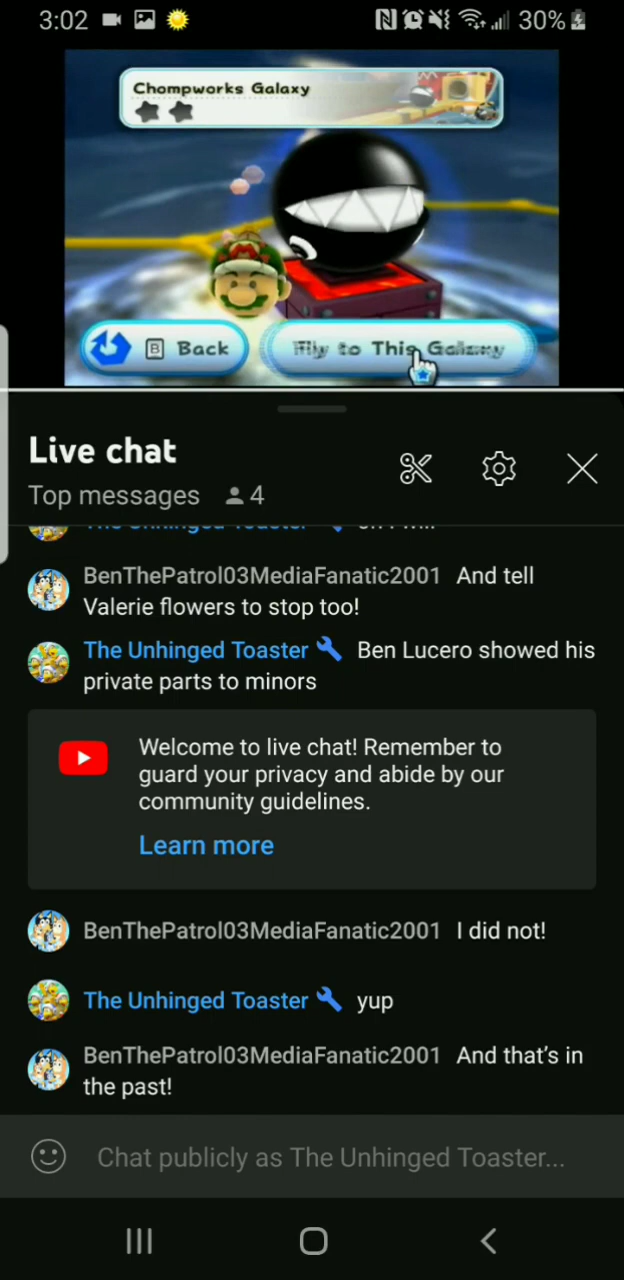 3:02
30%
Chompworks Galaxy
B Back
Fly to This Galaxy
Live chat
Top messages 4
The Unhinged Toaster
BenThePatrol03MediaFanatic2001 And tell
Valerie flowers to stop too!
The Unhinged Toaster Ben Lucero showed his
private parts to minors
Welcome to live chat! Remember to
guard your privacy and abide by our
community guidelines.
Learn more
BenThePatrol03MediaFanatic2001 I did not!
The Unhinged Toaster yup
BenThePatrol03MediaFanatic2001 And that's in
the past!
Chat publicly as The Unhinged Toaster...